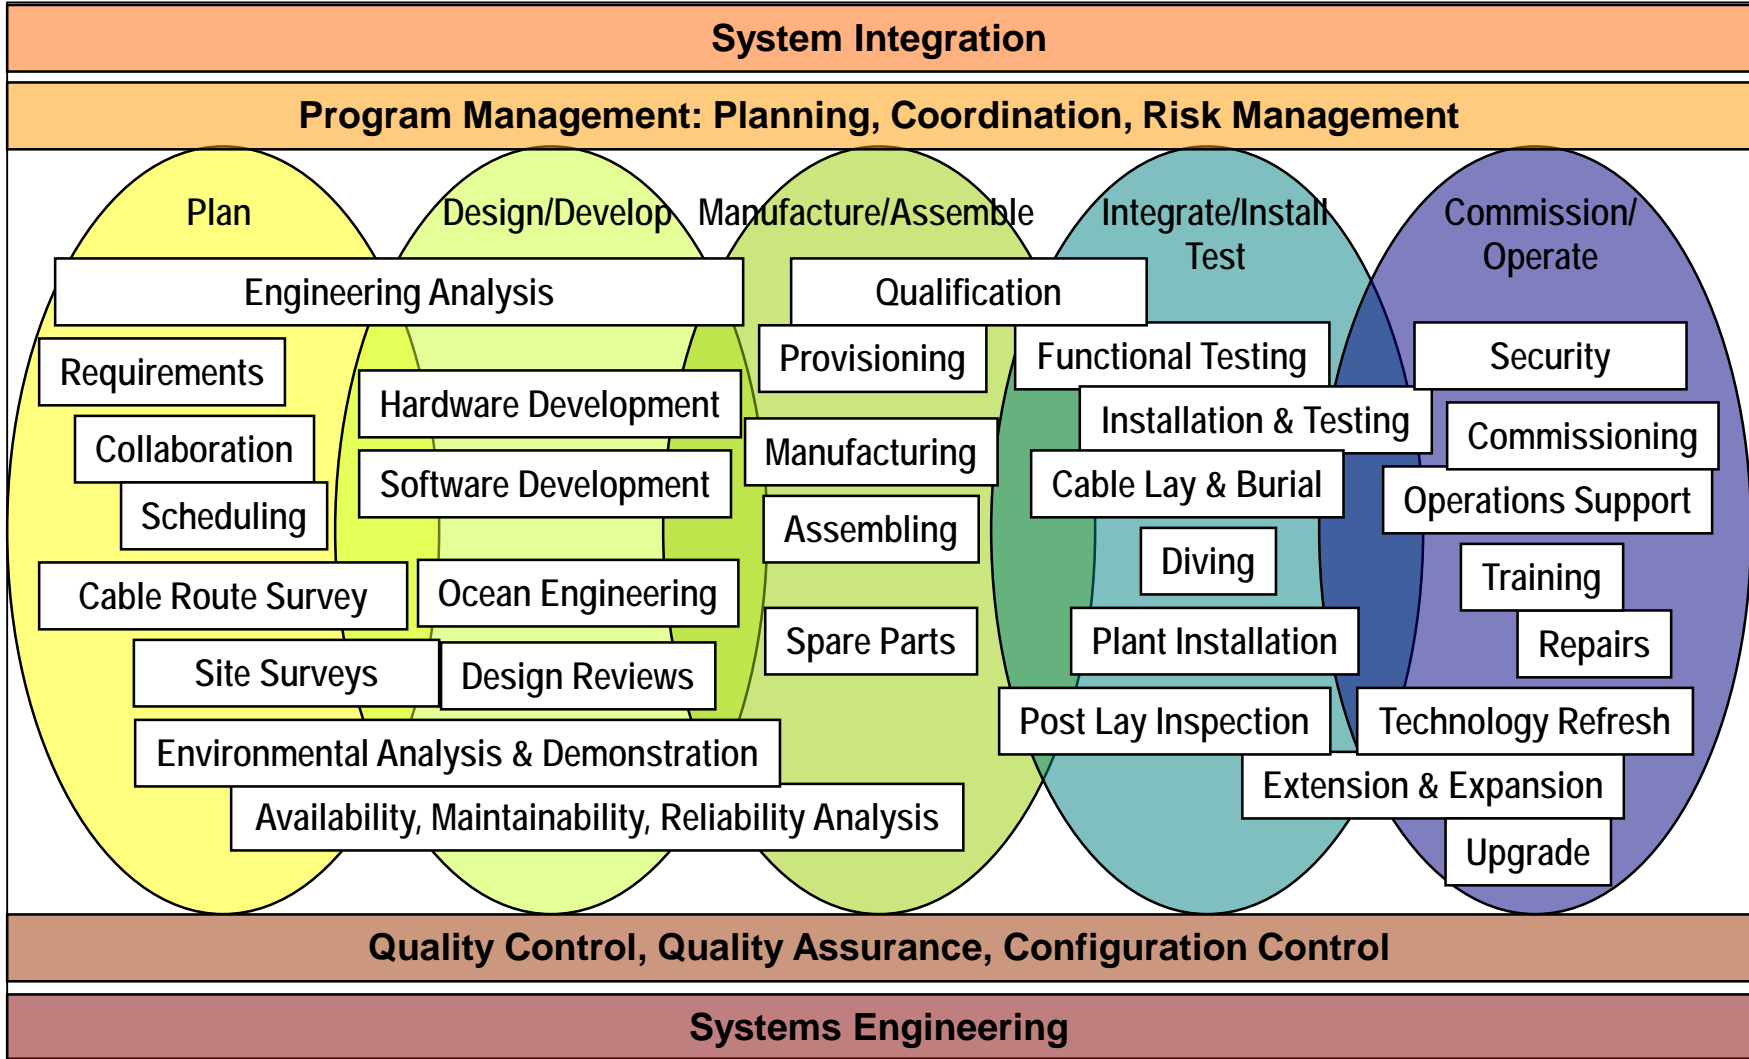 System Integration
Program Management: Planning, Coordination, Risk Management
Plan
Design/Develop
Manufacture/Assemble
Integrate/Install
Test
Commission/
Operate
Engineering Analysis
Requirements
Collaboration
Scheduling
Cable Route Survey
Site Surveys
Environmental Analysis & Demonstration
Availability, Maintainability, Reliability Analysis
Hardware Development
Software Development
Ocean Engineering
Design Reviews
Qualification
Provisioning
Manufacturing
Assembling
Spare Parts
Functional Testing
Installation & Testing
Cable Lay & Burial
Diving
Plant Installation
Post Lay Inspection
Security
Commissioning
Operations Support
Training
Repairs
Technology Refresh
Extension & Expansion
Upgrade
Quality Control, Quality Assurance, Configuration Control
Systems Engineering